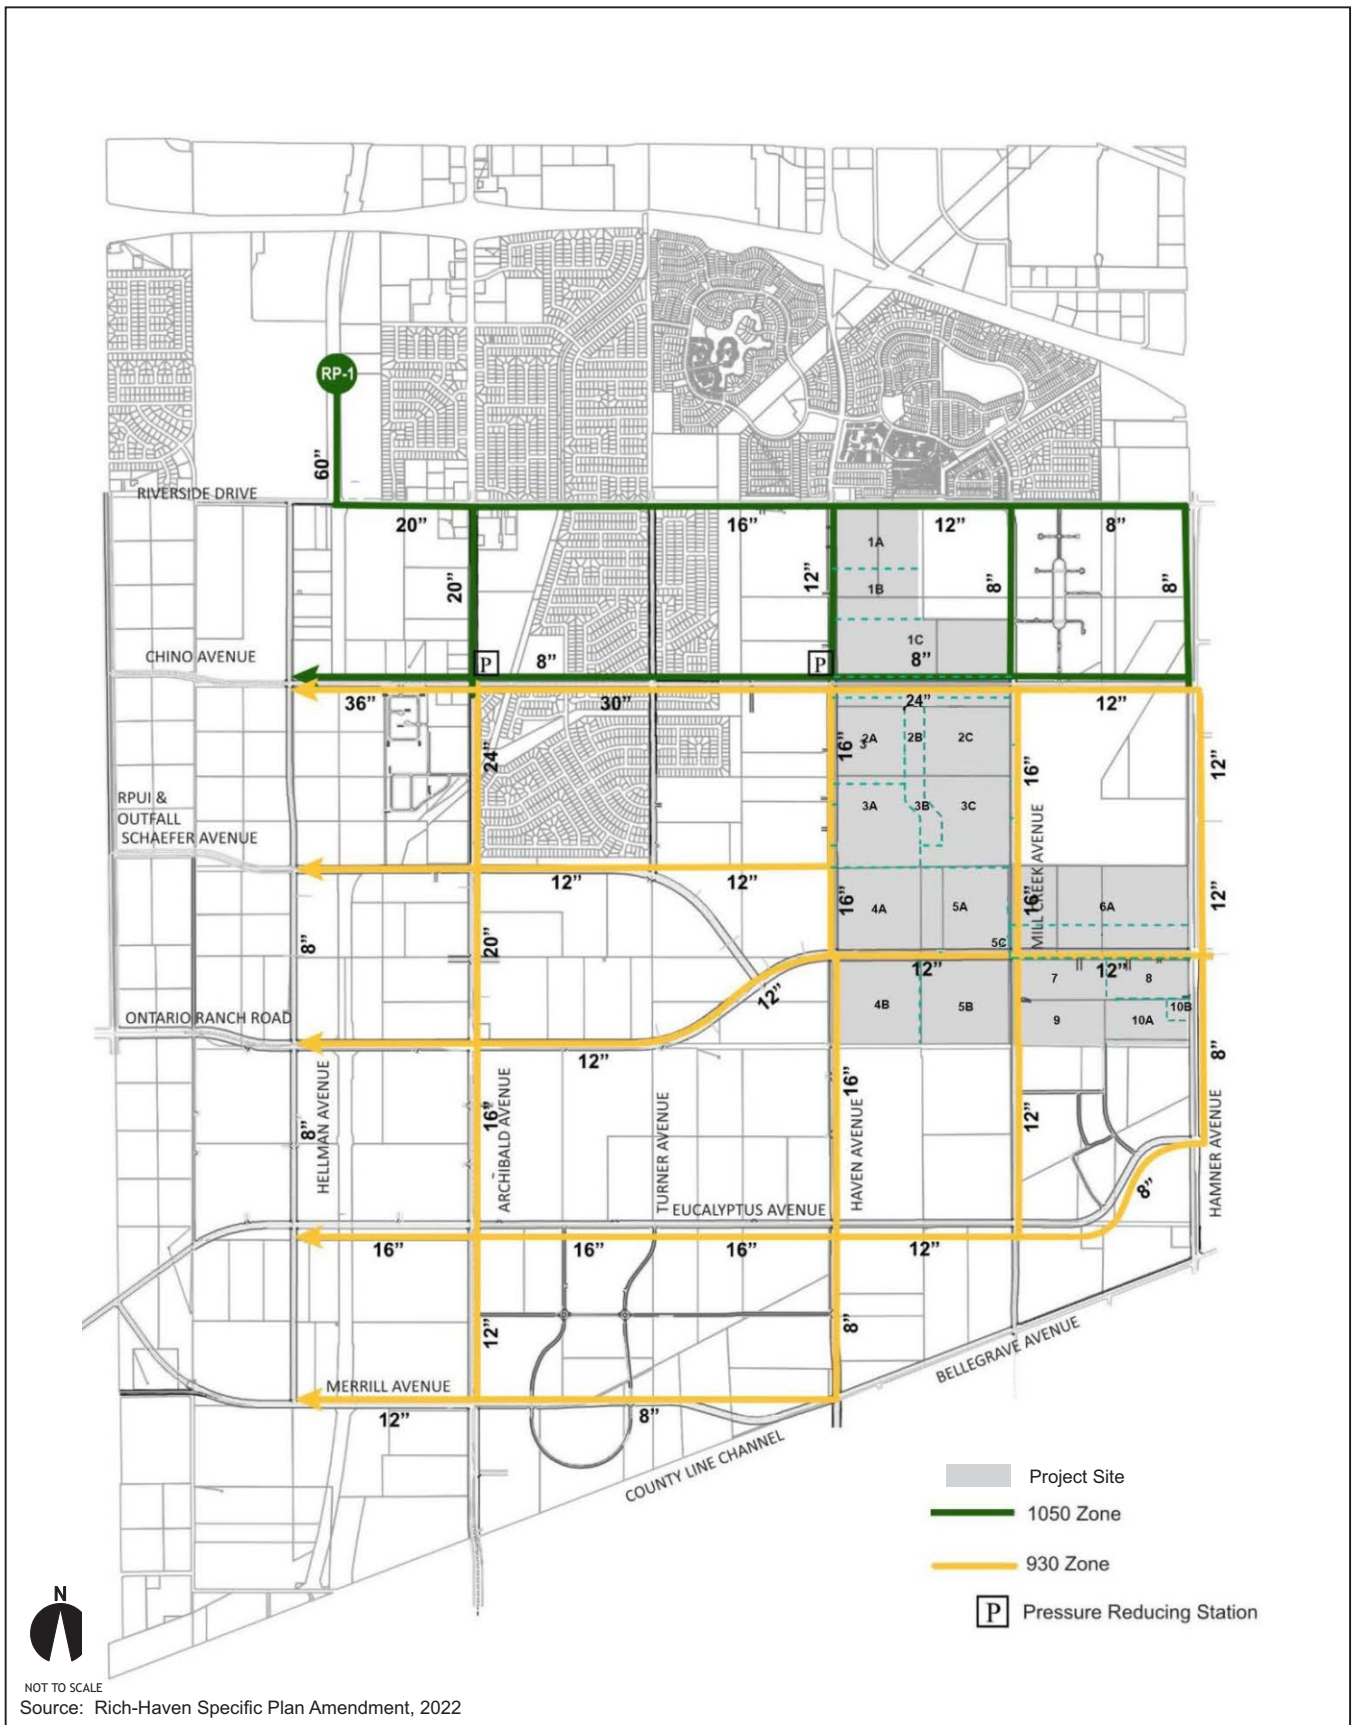 RP-1
60”
RIVERSIDE DRIVE
20”
16”
12”
8”
1A
20”
12”
1B
8”
8”
1C
CHINO AVENUE
P
8”
P
8”
36”
30”
24”
12”
24”
16”
2A
3
2B
2C
16”
12”
RPUI &
OUTFALL
SCHAEFER AVENUE
3A
3B
3C
MILL CREEK AVENUE
12”
12”
16”
4A
5A
16”
6A
12”
8”
20”
5C
12”
12”
12”
7
8
4B
5B
9
10A
10B
ONTARIO RANCH ROAD
12”
8”
HELLMAN AVENUE
8”
ARCHIBALD AVENUE
16”
TURNER AVENUE
HAVEN AVENUE
16”
12”
HAMNER AVENUE
8”
EUCALYPTUS AVENUE
16”
16”
16”
12”
12”
8”
BELLEGRAVE AVENUE
MERRILL AVENUE
12”
8”
COUNTY LINE CHANNEL
Project Site
1050 Zone
930 Zone
P Pressure Reducing Station
N
NOT TO SCALE
Source: Rich-Haven Specific Plan Amendment, 2022